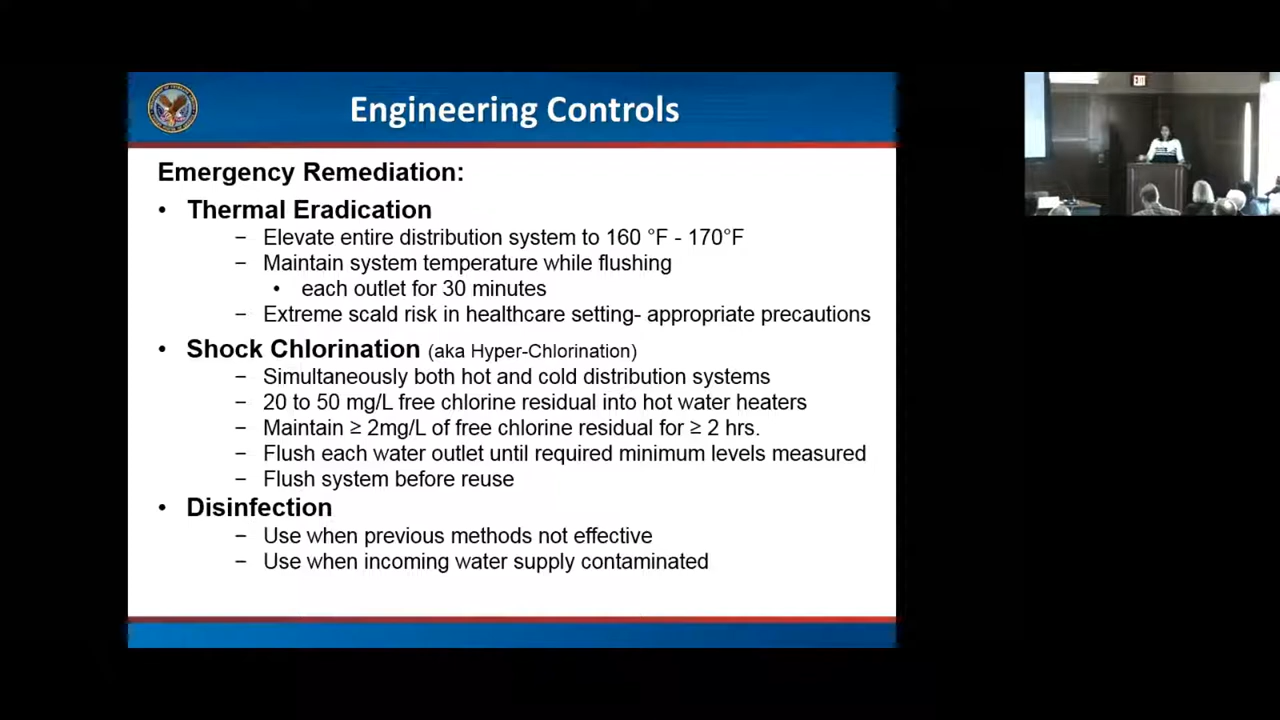 Engineering Controls
Emergency Remediation:
• Thermal Eradication
− Elevate entire distribution system to 160 °F - 170°F
− Maintain system temperature while flushing
• each outlet for 30 minutes
− Extreme scald risk in healthcare setting- appropriate precautions
• Shock Chlorination (aka Hyper-Chlorination)
− Simultaneously both hot and cold distribution systems
− 20 to 50 mg/L free chlorine residual into hot water heaters
− Maintain ≥ 2mg/L of free chlorine residual for ≥ 2 hrs.
− Flush each water outlet until required minimum levels measured
− Flush system before reuse
• Disinfection
− Use when previous methods not effective
− Use when incoming water supply contaminated
EXIT